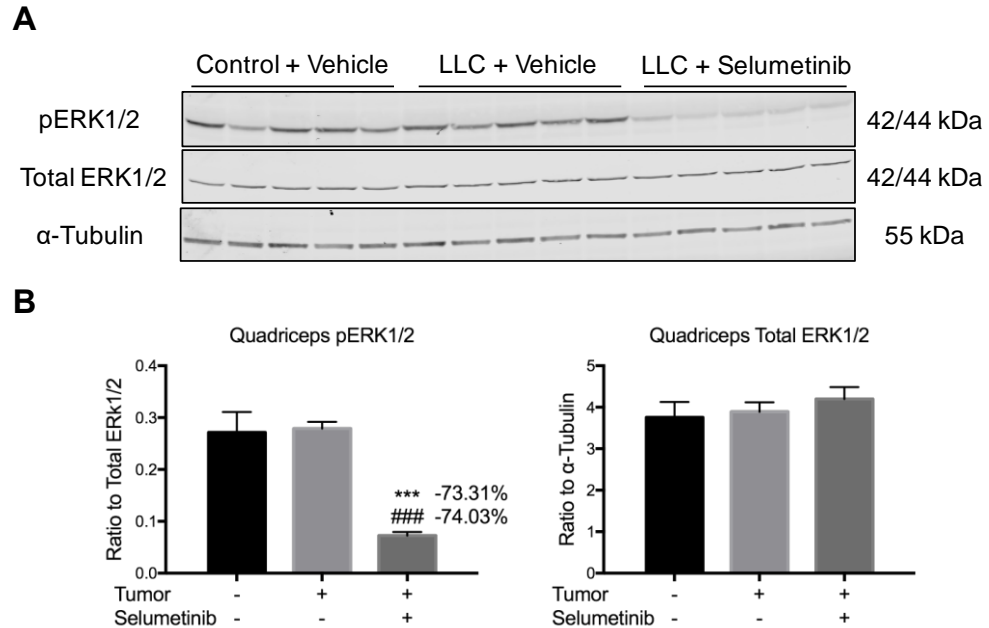 A
Control + Vehicle LLC + Vehicle LLC + Selumetinib
pERK1/2 42/44 kDa
Total ERK1/2 42/44 kDa
α-Tubulin 55 kDa
B
Quadriceps pERK1/2
Ratio to Total ERk1/2
0.4
0.3
0.2
0.1
0.0
*** -73.31%
### -74.03%
Tumor - + +
Selumetinib - - +
Quadriceps Total ERK1/2
Ratio to α-Tubulin
5
4
3
2
1
0
Tumor - + +
Selumetinib - - +